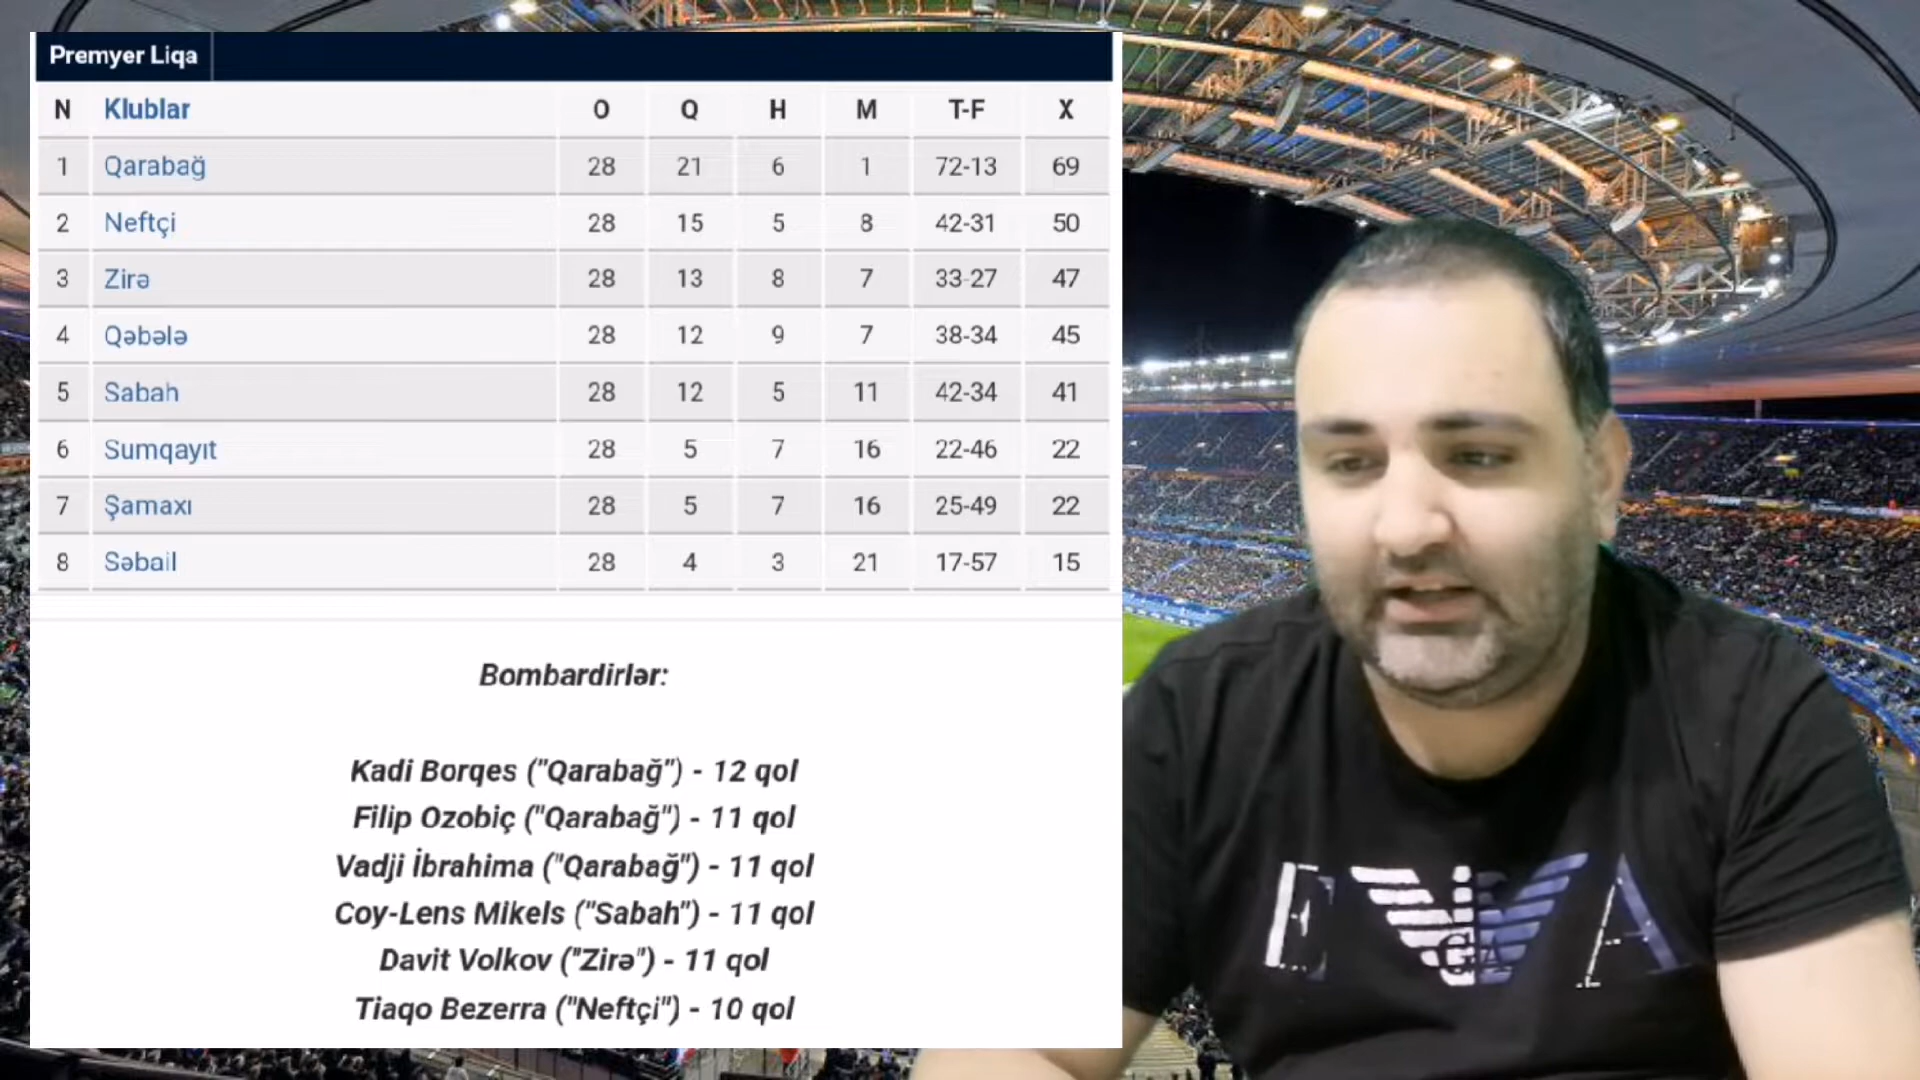 Premyer Liqa
N Klublar O Q H M T-F X
1 Qarabağ 28 21 6 1 72-13 69
2 Neftçi 28 15 5 8 42-31 50
3 Zirə 28 13 8 7 33-27 47
4 Qəbələ 28 12 9 7 38-34 45
5 Sabah 28 12 5 11 42-34 41
6 Sumqayıt 28 5 7 16 22-46 22
7 Şamaxı 28 5 7 16 25-49 22
8 Səbail 28 4 3 21 17-57 15
Bombardirlər:
Kadi Borqes ("Qarabağ") - 12 qol
Filip Ozobiç ("Qarabağ") - 11 qol
Vadji İbrahima ("Qarabağ") - 11 qol
Coy-Lens Mikels ("Sabah") - 11 qol
Davit Volkov ("Zirə") - 11 qol
Tiaqo Bezerra ("Neftçi") - 10 qol
E A
GA